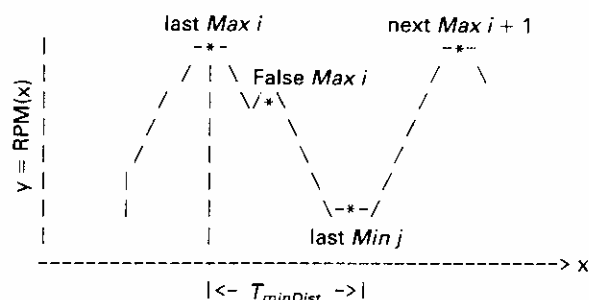 last Max i
next Max i + 1
False Max i
y = RPM(x)
last Min j
x
T_minDist